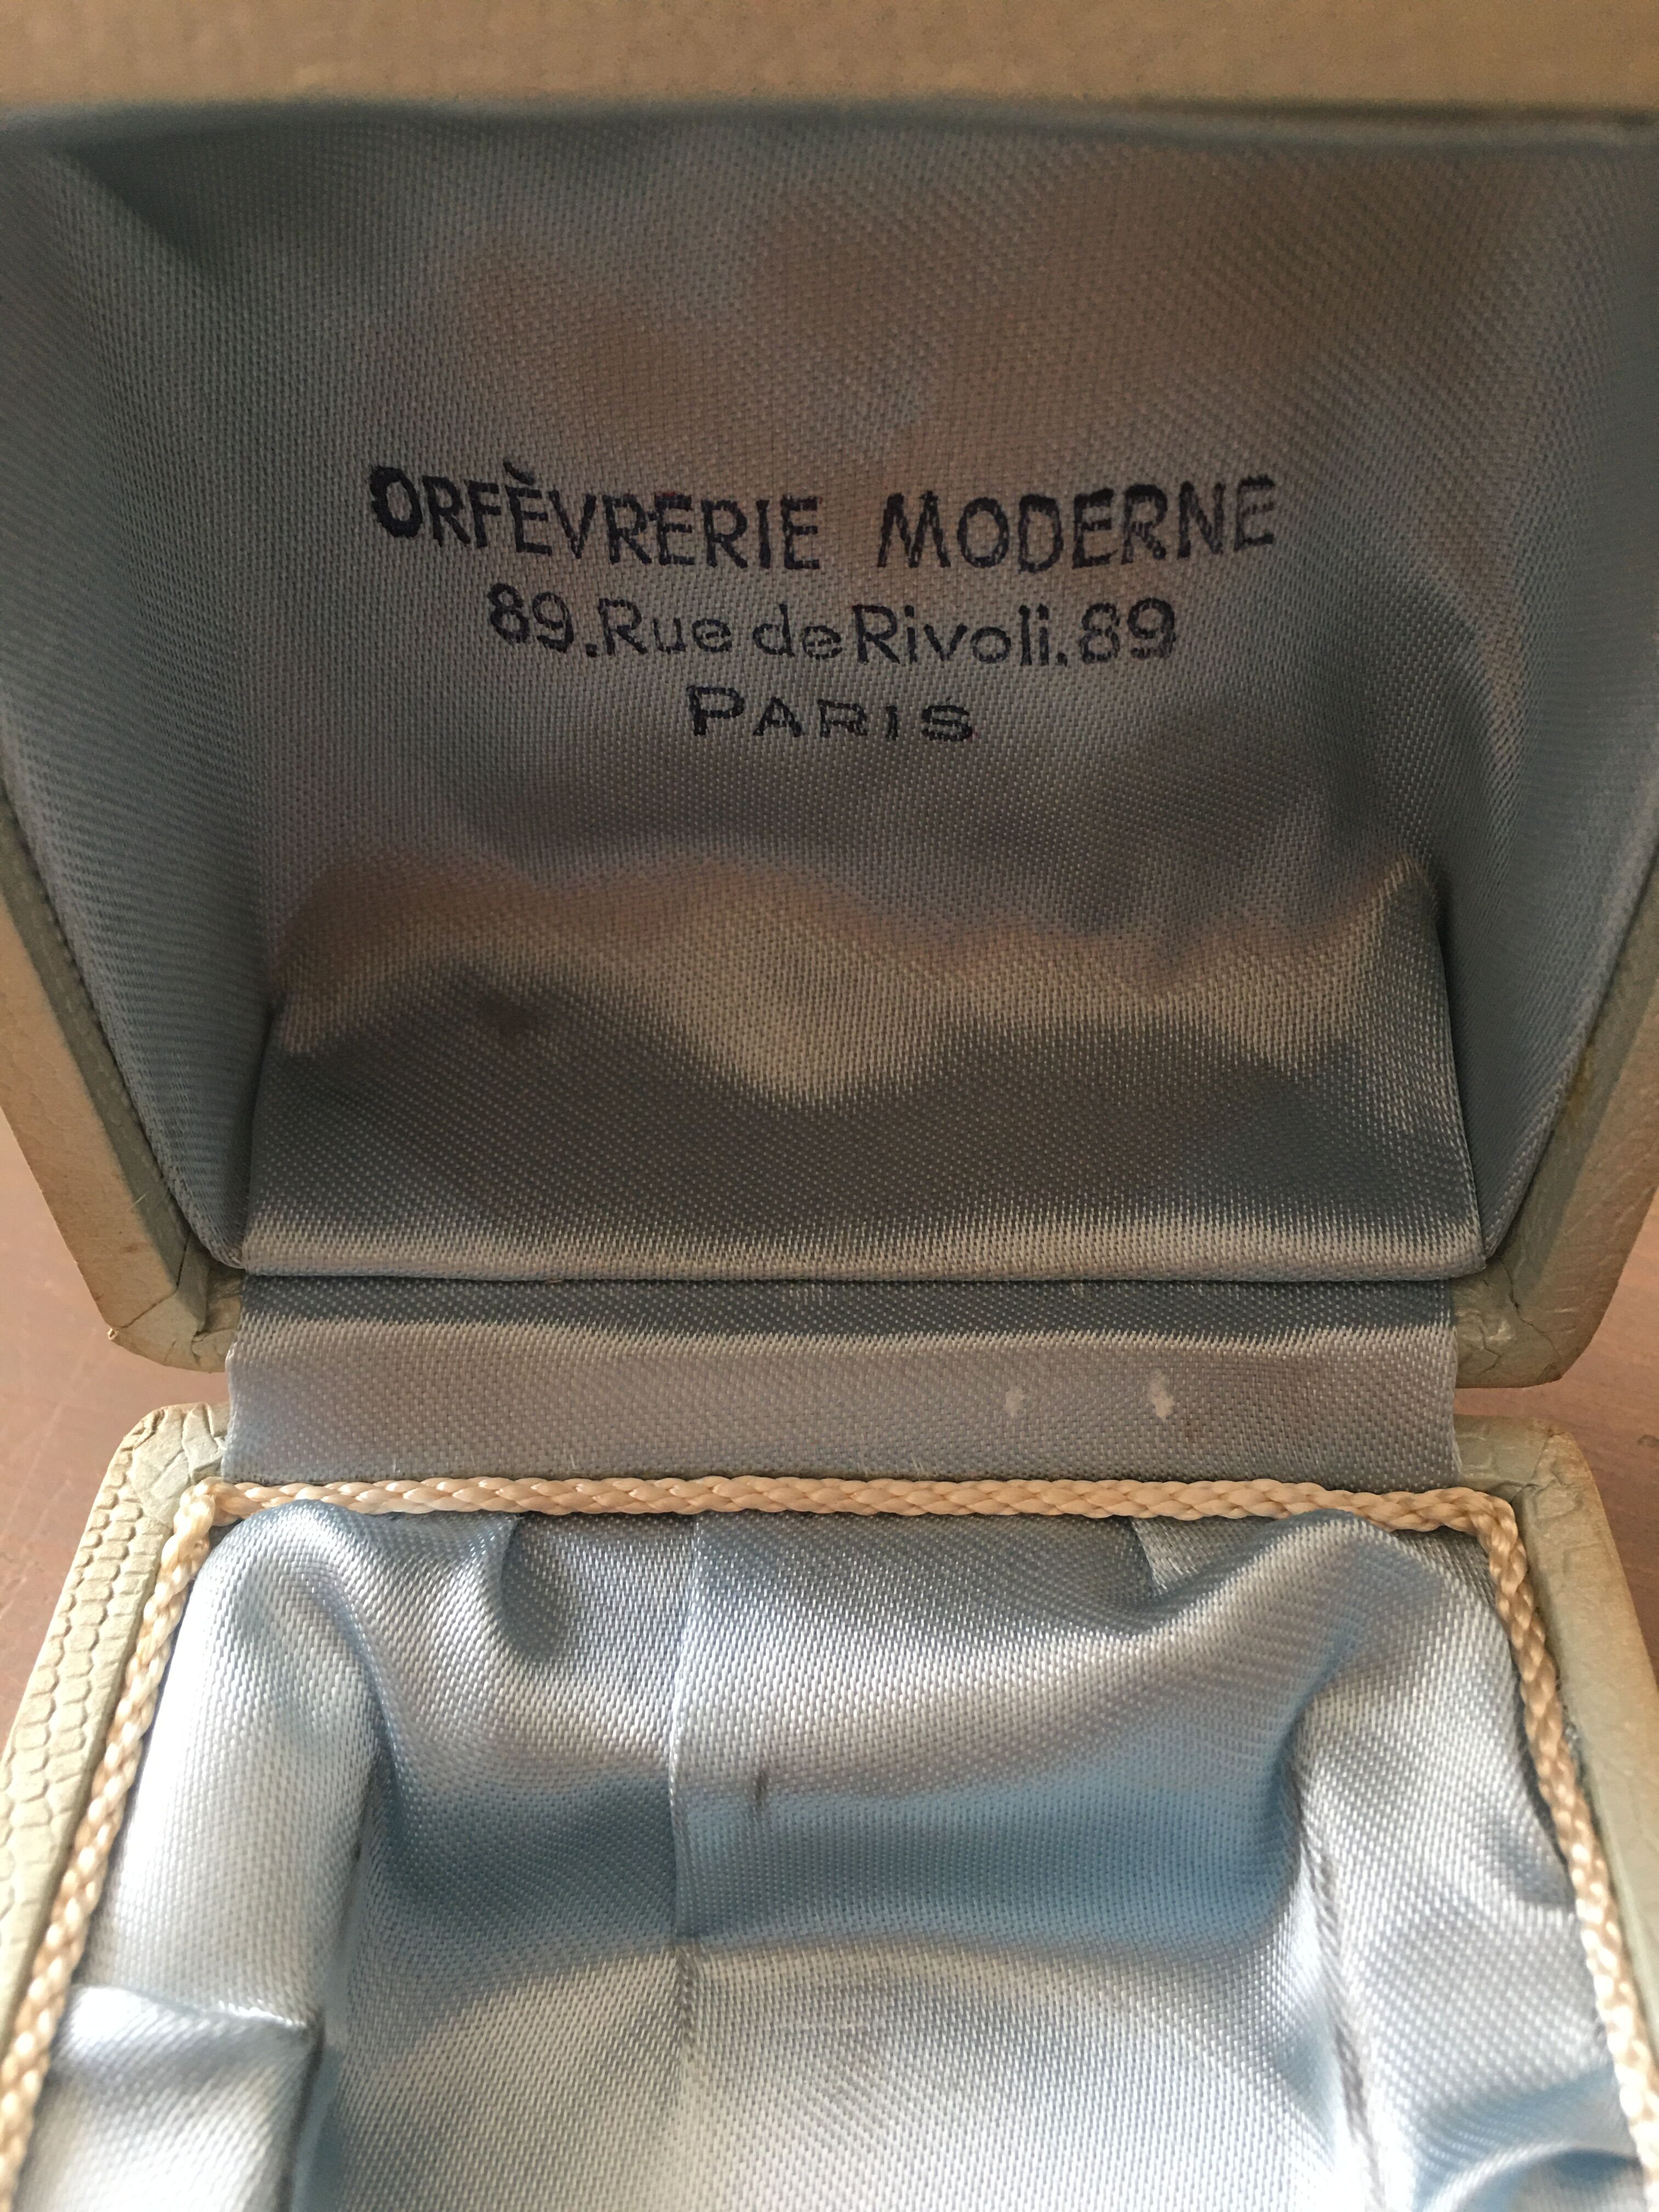 ORFÈVRERIE MODERNE
89.Rue de Rivoli.89
PARIS